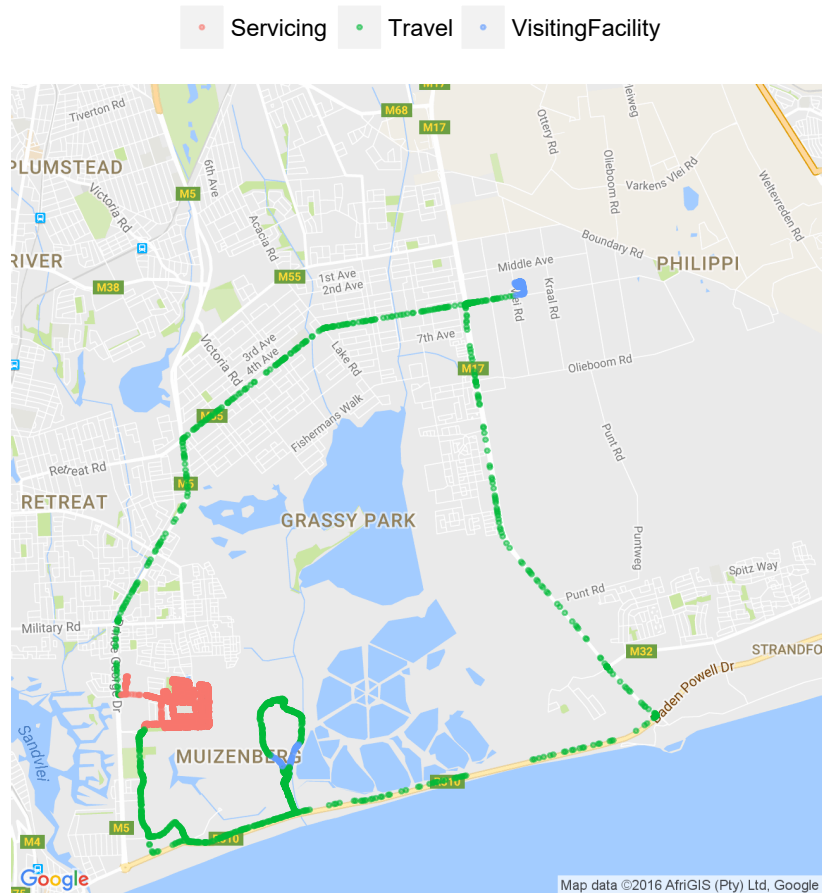 Servicing Travel VisitingFacility
M17
M68
M17
Tiverton Rd
Ottery Rd
Olieboom Rd
PLUMSTEAD
6th Ave
Varkens Vlei Rd
Weltevreden Rd
Victoria Rd
M5
Acacia Rd
Boundary Rd
RIVER
M55
1st Ave
2nd Ave
Middle Ave
PHILIPPI
M38
Kraal Rd
3rd Ave
4th Ave
7th Ave
Victoria Rd
Lake Rd
Olieboom Rd
M17
Fishermans Walk
Punt Rd
Retreat Rd
M5
RETREAT
GRASSY PARK
Puntweg
Spitz Way
Punt Rd
Military Rd
M32
STRANDFO
Baden Powell Dr
Sandvlei
MUIZENBERG
M5
M4
Google
Map data ©2016 AfriGIS (Pty) Ltd, Google